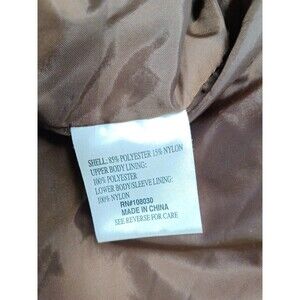 SHELL: 85% POLYESTER 15% NYLON
UPPER BODY LINING:
100% POLYESTER
LOWER BODY/SLEEVE LINING:
100% NYLON
RN#108030
MADE IN CHINA
SEE REVERSE FOR CARE